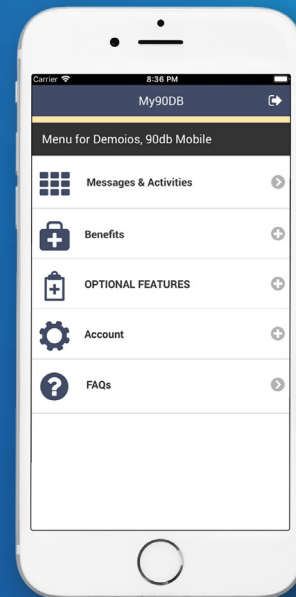 Carrier 8:36 PM
My90DB
Menu for Demoios, 90db Mobile
Messages & Activities
Benefits
OPTIONAL FEATURES
Account
FAQs